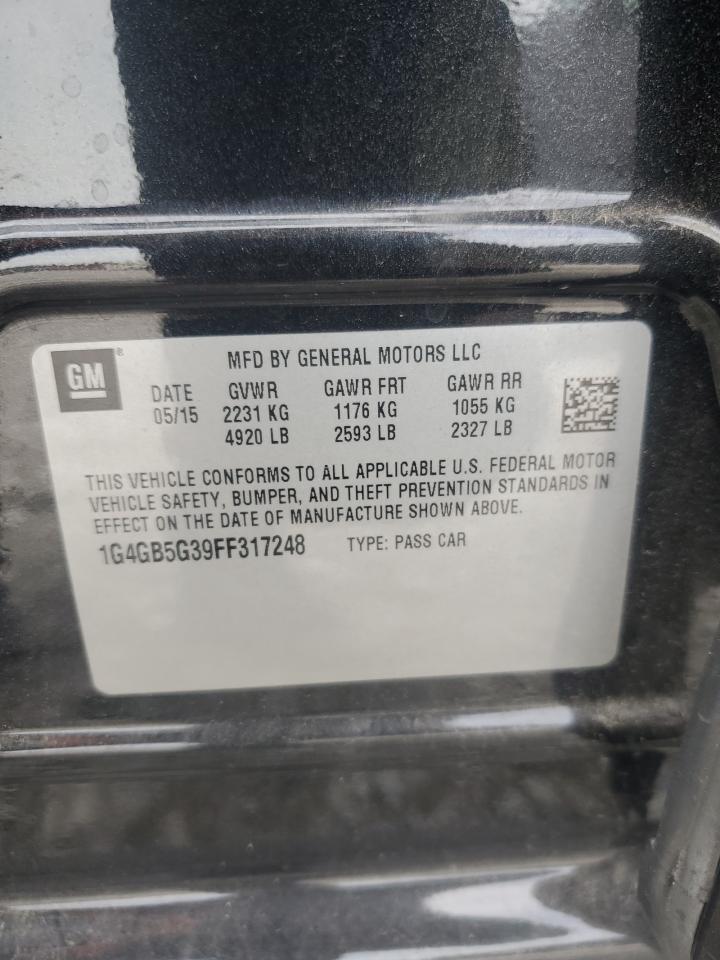 GM®
MFD BY GENERAL MOTORS LLC
DATE GVWR GAWR FRT GAWR RR
05/15 2231 KG 1176 KG 1055 KG
4920 LB 2593 LB 2327 LB
THIS VEHICLE CONFORMS TO ALL APPLICABLE U.S. FEDERAL MOTOR
VEHICLE SAFETY, BUMPER, AND THEFT PREVENTION STANDARDS IN
EFFECT ON THE DATE OF MANUFACTURE SHOWN ABOVE.
1G4GB5G39FF317248 TYPE: PASS CAR